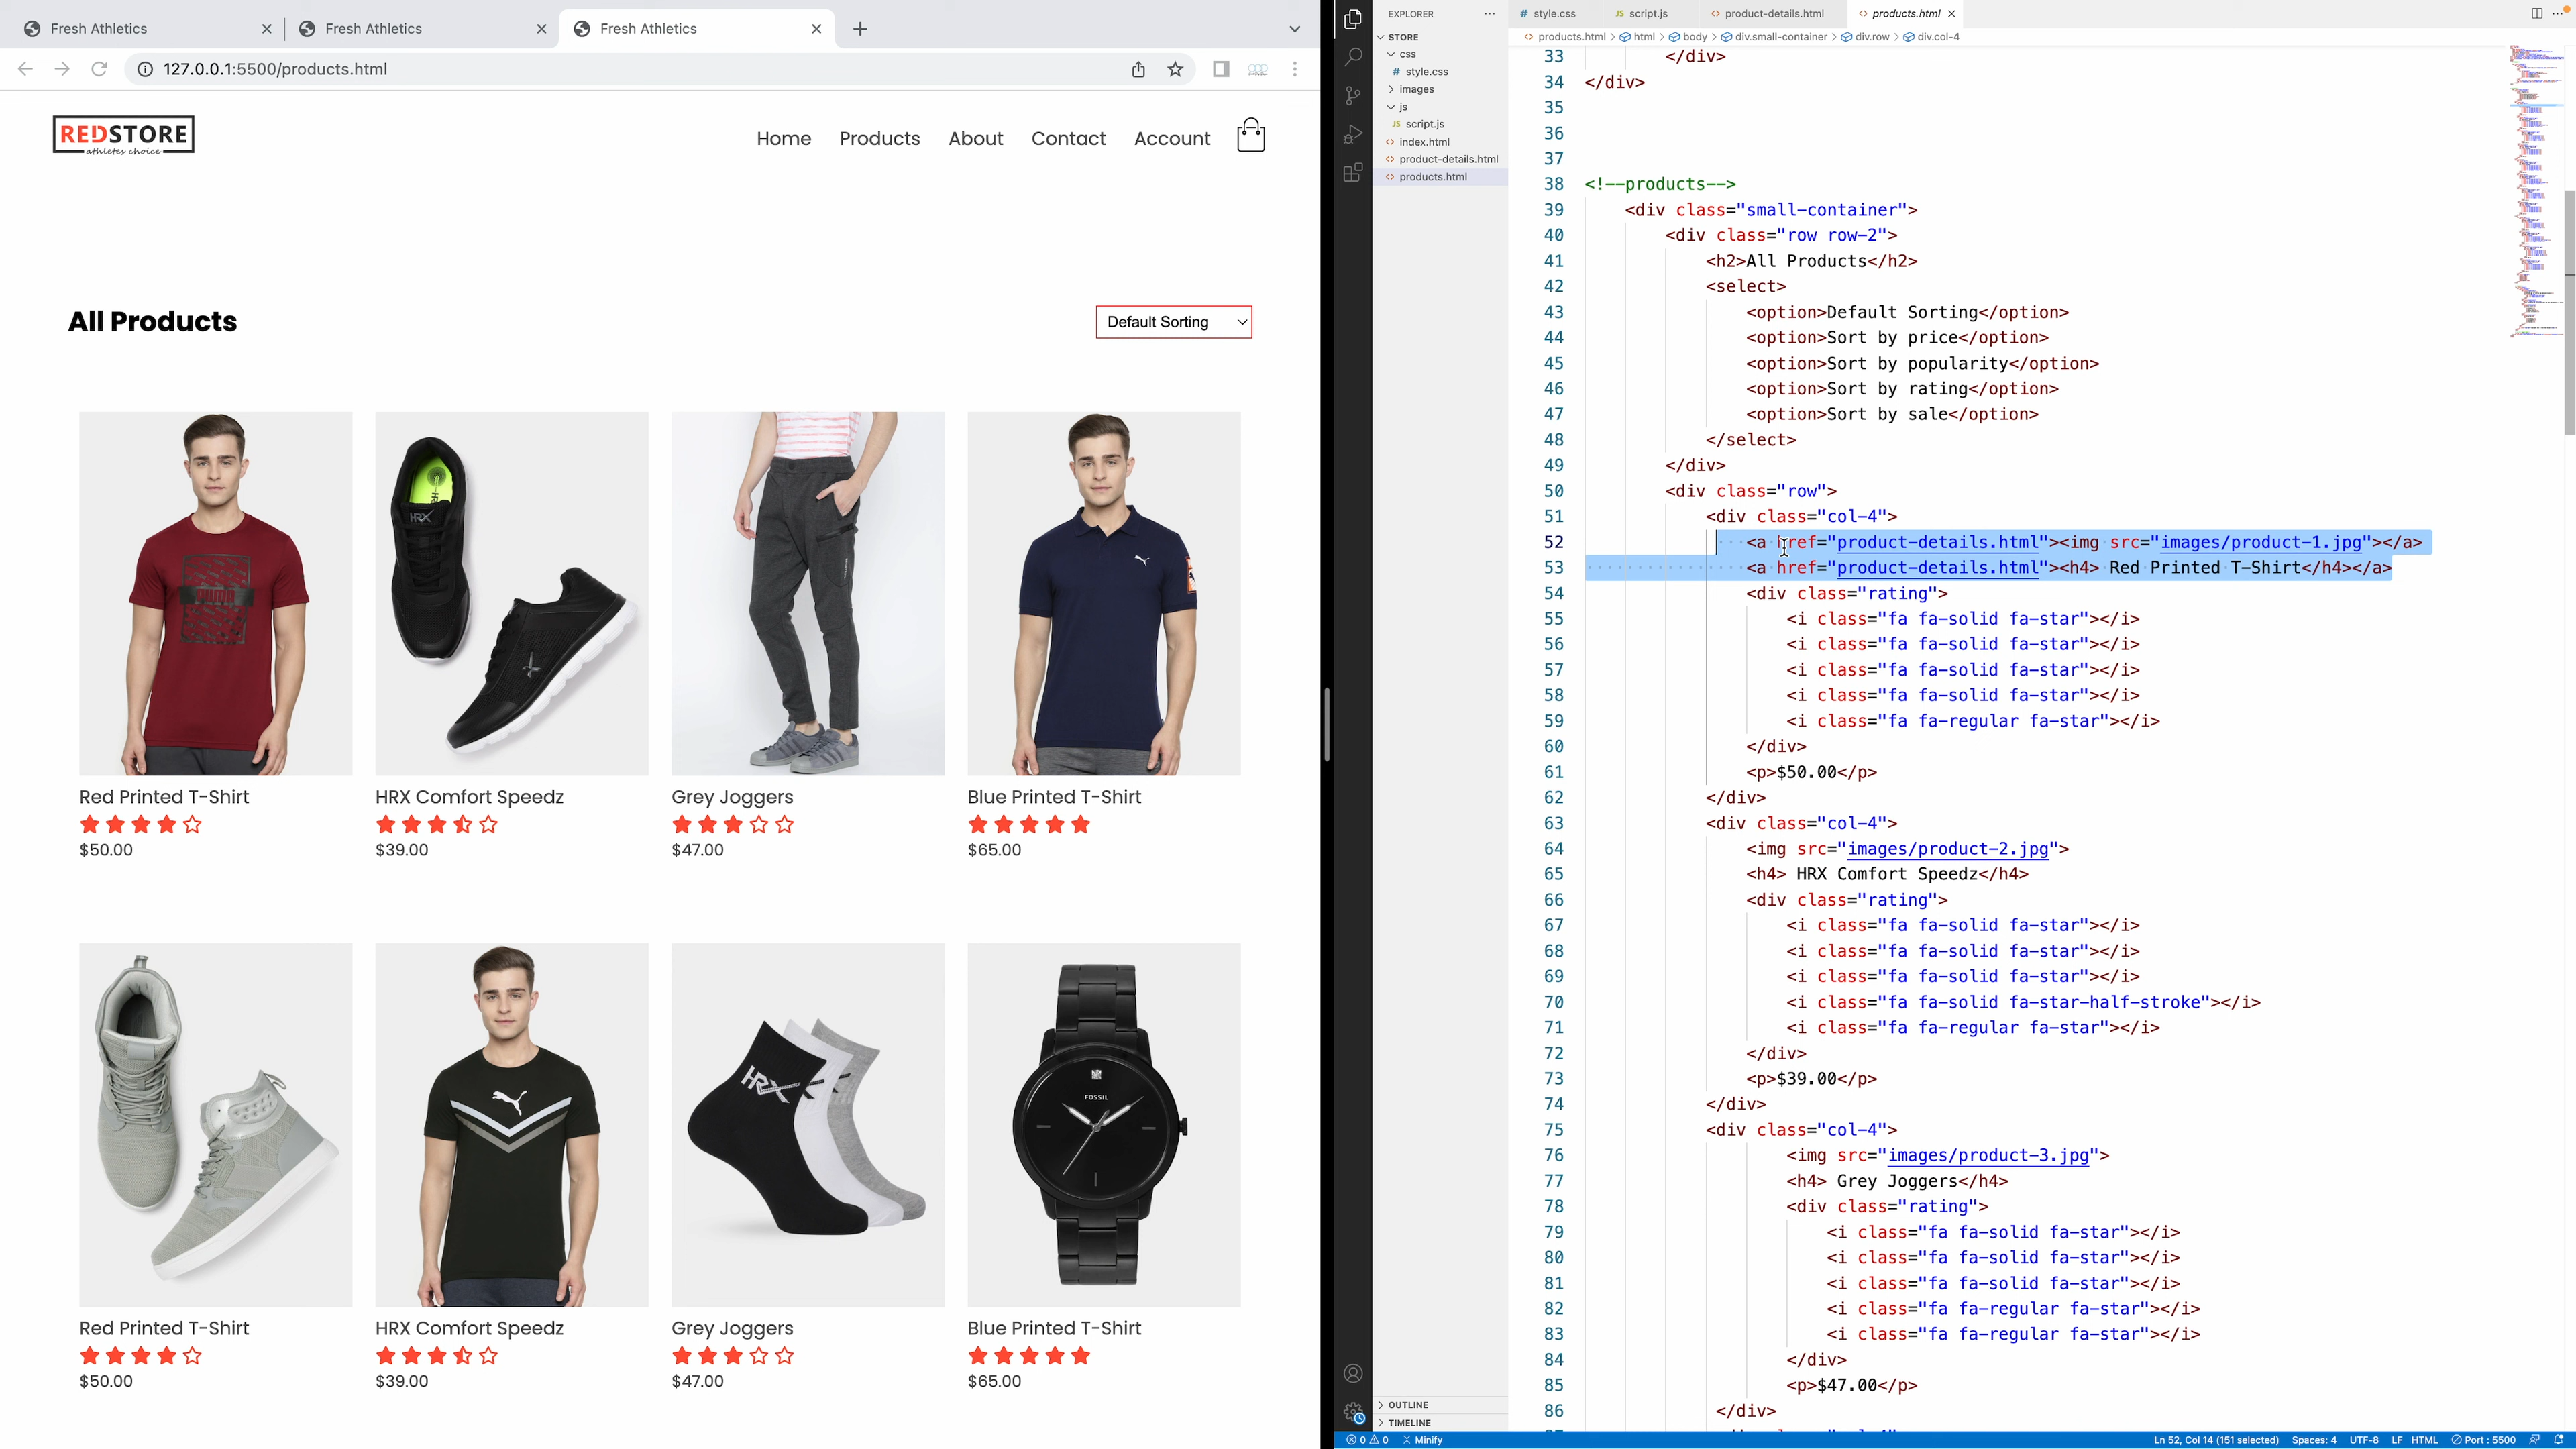 Fresh Athletics
Fresh Athletics
Fresh Athletics
127.0.0.1:5500/products.html
REDSTORE
athletes choice
Home
Products
About
Contact
Account
All Products
Default Sorting
HRX
FOSSIL
HRX
Red Printed T-Shirt
$50.00
HRX Comfort Speedz
$39.00
Grey Joggers
$47.00
Blue Printed T-Shirt
$65.00
Red Printed T-Shirt
$50.00
HRX Comfort Speedz
$39.00
Grey Joggers
$47.00
Blue Printed T-Shirt
$65.00
EXPLORER
STORE
css
# style.css
images
js
JS script.js
<> index.html
<> product-details.html
<> products.html
OUTLINE
TIMELINE
# style.css
JS script.js
<> product-details.html
<> products.html
<> products.html > html > body > div.small-container > div.row > div.col-4
33 </div>
34 </div>
35
36
37
38 <!--products-->
39 <div class="small-container">
40 <div class="row row-2">
41 <h2>All Products</h2>
42 <select>
43 <option>Default Sorting</option>
44 <option>Sort by price</option>
45 <option>Sort by popularity</option>
46 <option>Sort by rating</option>
47 <option>Sort by sale</option>
48 </select>
49 </div>
50 <div class="row">
51 <div class="col-4">
52 <a href="product-details.html"><img src="images/product-1.jpg"></a>
53 <a href="product-details.html"><h4> Red Printed T-Shirt</h4></a>
54 <div class="rating">
55 <i class="fa fa-solid fa-star"></i>
56 <i class="fa fa-solid fa-star"></i>
57 <i class="fa fa-solid fa-star"></i>
58 <i class="fa fa-solid fa-star"></i>
59 <i class="fa fa-regular fa-star"></i>
60 </div>
61 <p>$50.00</p>
62 </div>
63 <div class="col-4">
64 <img src="images/product-2.jpg">
65 <h4> HRX Comfort Speedz</h4>
66 <div class="rating">
67 <i class="fa fa-solid fa-star"></i>
68 <i class="fa fa-solid fa-star"></i>
69 <i class="fa fa-solid fa-star"></i>
70 <i class="fa fa-solid fa-star-half-stroke"></i>
71 <i class="fa fa-regular fa-star"></i>
72 </div>
73 <p>$39.00</p>
74 </div>
75 <div class="col-4">
76 <img src="images/product-3.jpg">
77 <h4> Grey Joggers</h4>
78 <div class="rating">
79 <i class="fa fa-solid fa-star"></i>
80 <i class="fa fa-solid fa-star"></i>
81 <i class="fa fa-solid fa-star"></i>
82 <i class="fa fa-regular fa-star"></i>
83 <i class="fa fa-regular fa-star"></i>
84 </div>
85 <p>$47.00</p>
86 </div>
0 0 Minify
Ln 52, Col 14 (151 selected) Spaces: 4 UTF-8 LF HTML Port : 5500